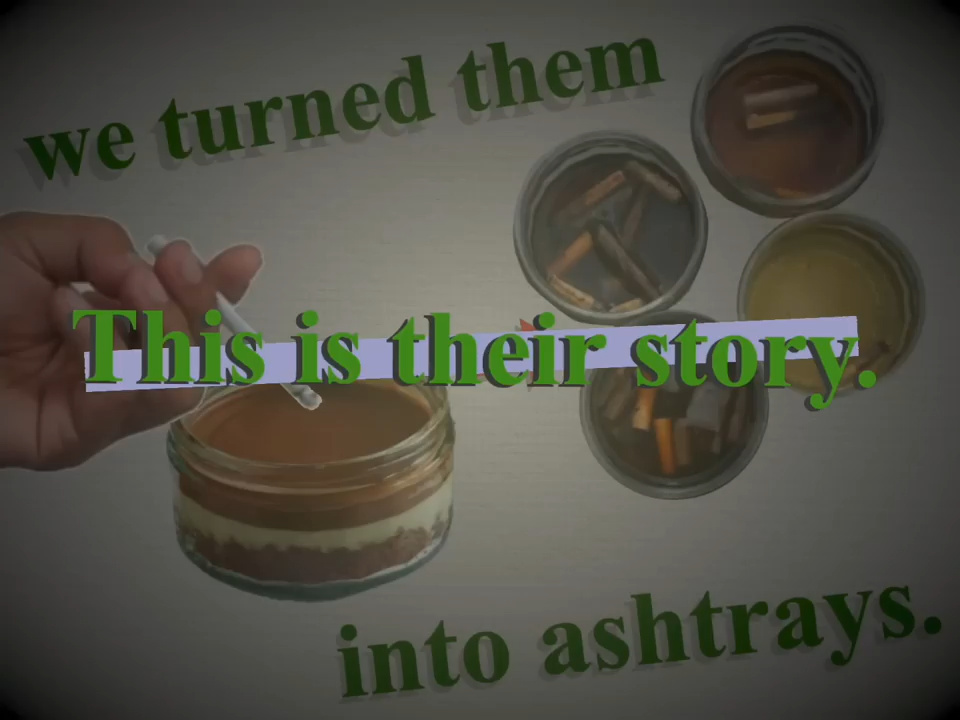 we turned them
This is their story.
into ashtrays.